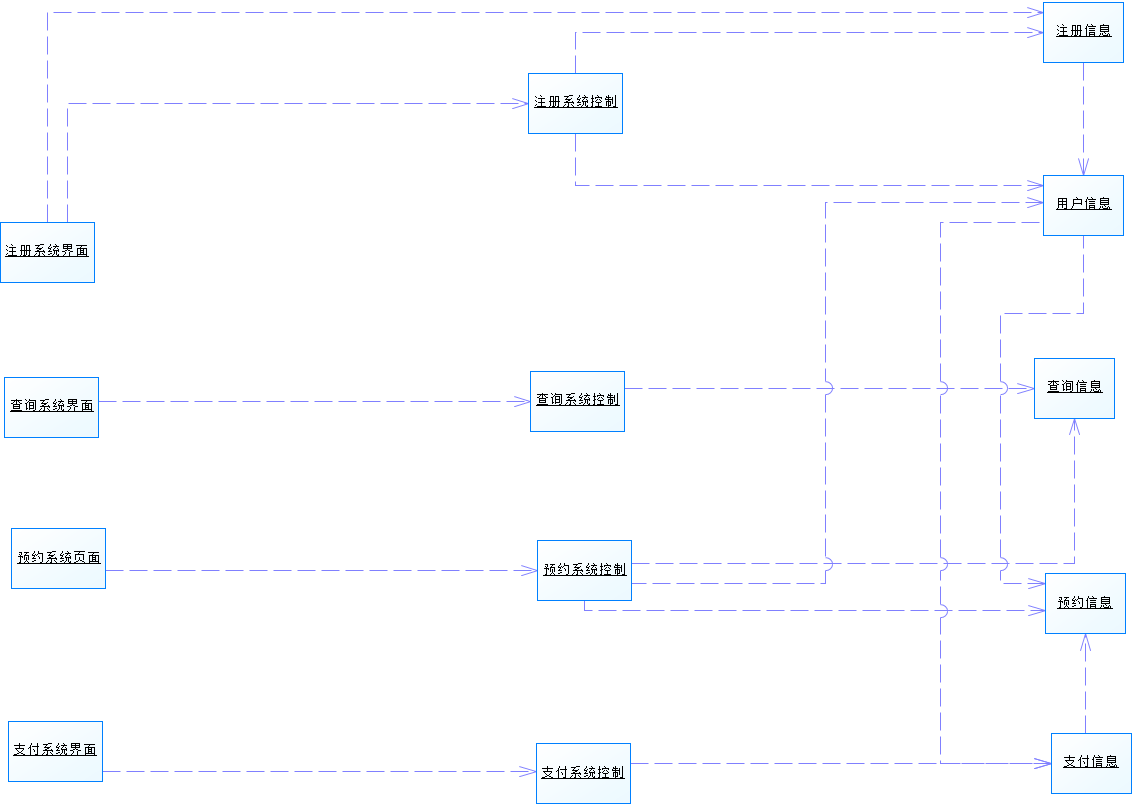 注册信息
注册系统控制
用户信息
注册系统界面
查询信息
查询系统控制
查询系统界面
预约系统页面
预约系统控制
预约信息
支付系统界面
支付信息
支付系统控制